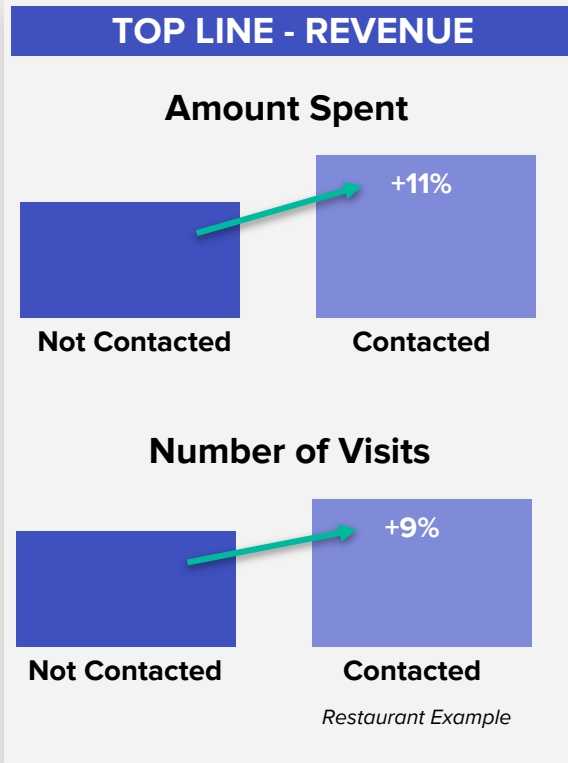 TOP LINE - REVENUE
Amount Spent
+11%
Not Contacted
Contacted
Number of Visits
+9%
Not Contacted
Contacted
Restaurant Example